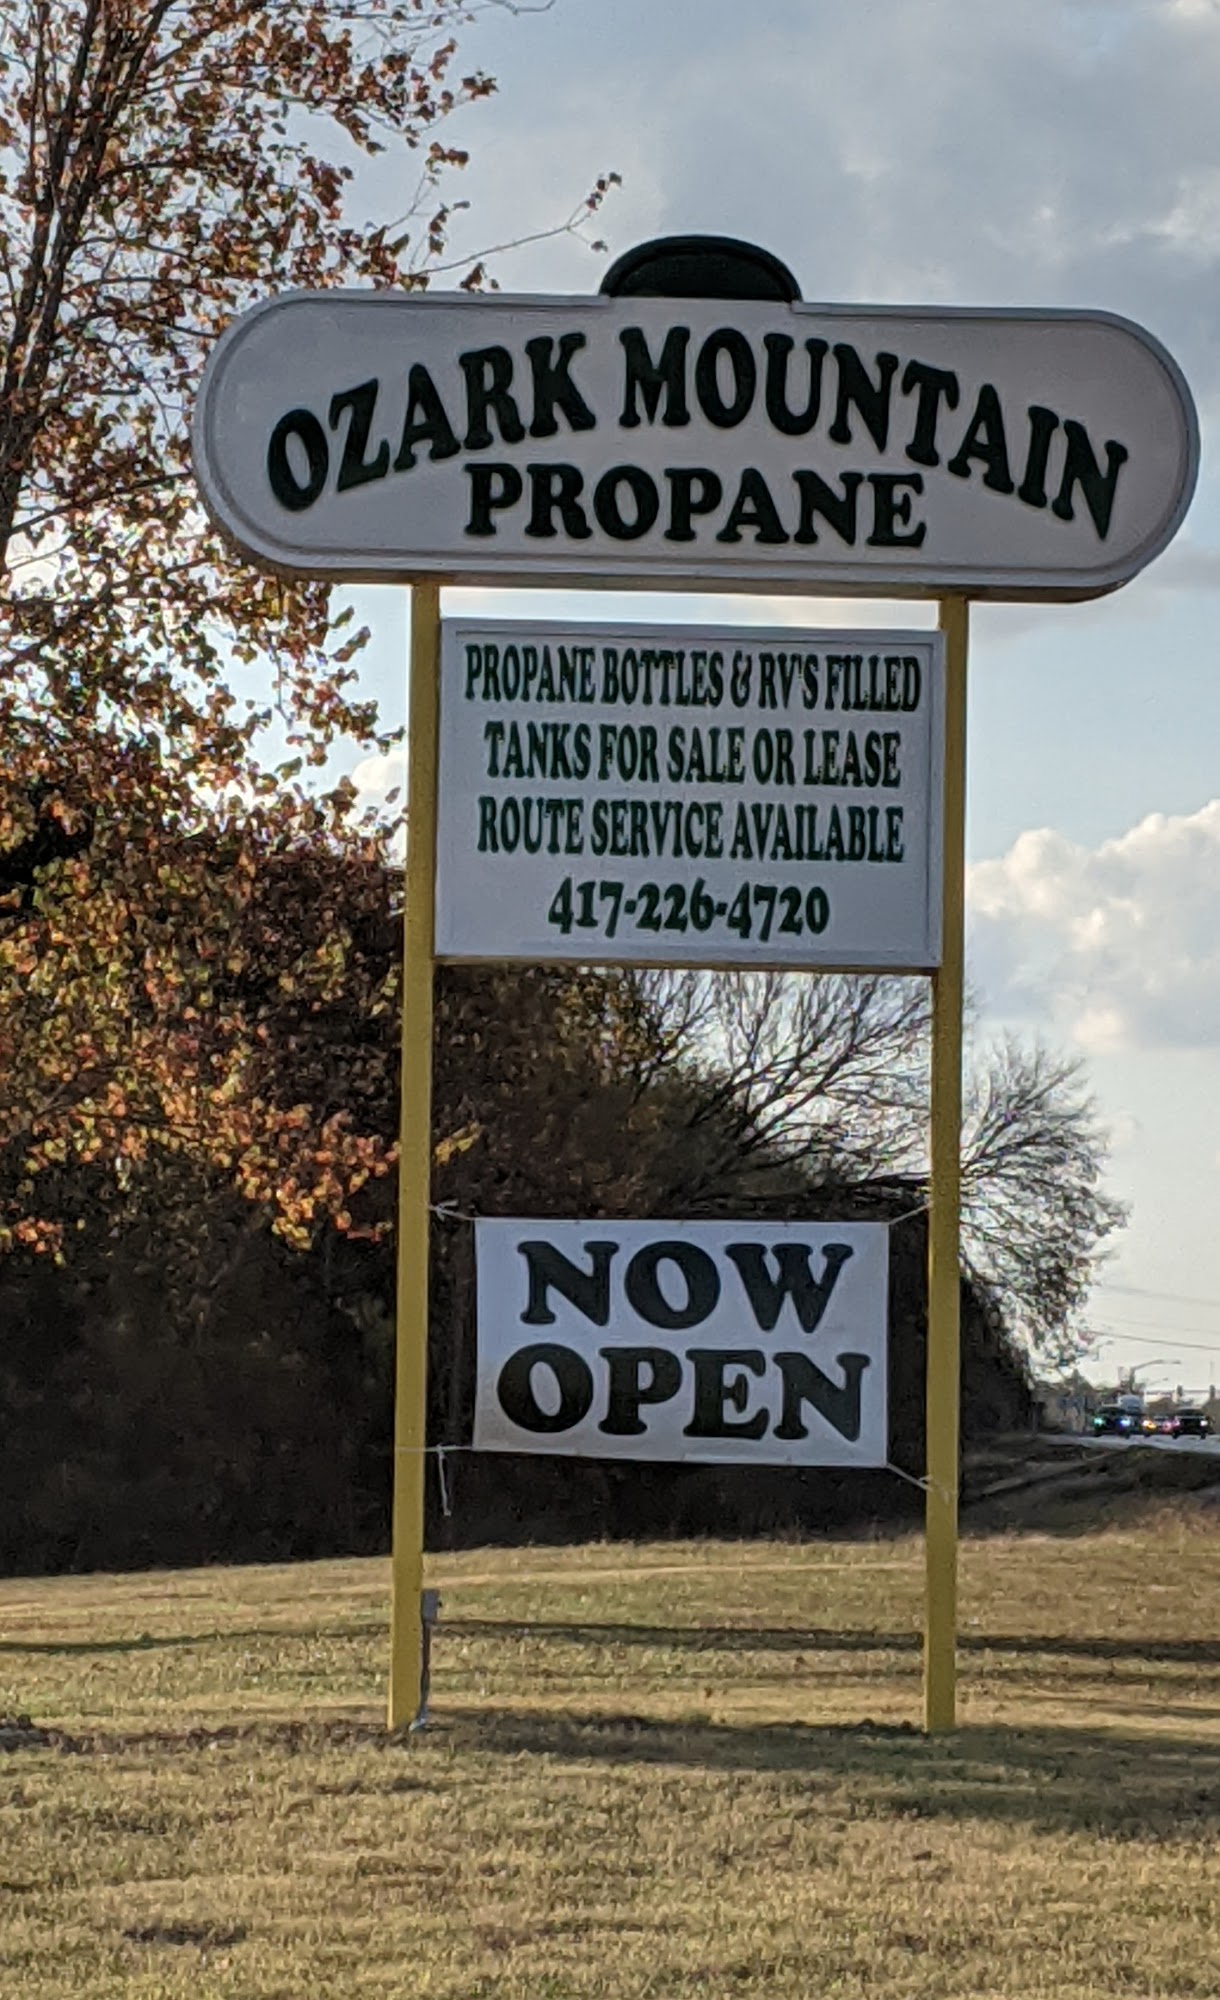 OZARK MOUNTAIN
PROPANE
PROPANE BOTTLES & RV'S FILLED
TANKS FOR SALE OR LEASE
ROUTE SERVICE AVAILABLE
417-226-4720
NOW
OPEN